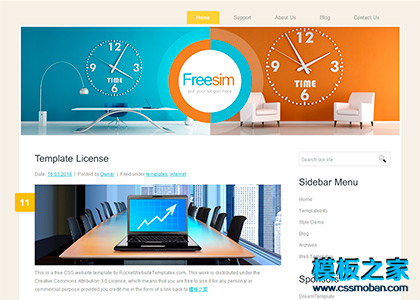 Home Support About Us Blog Contact Us
TIME
6
TIME
6
Freesim
put your slogan here
Template License
Search our site
Date: 16.03.2014 | Posted by Owner | Filed under templates, internet
Sidebar Menu
11
Home
TemplateInfo
Style Demo
Blog
Archives
Web Templates
This is a free CSS website template by RocketWebsiteTemplates.com. This work is distributed under the
Creative Commons Attribution 3.0 License, which means that you are free to use it for any personal or
commercial purpose provided you credit me in the form of a link back to 模板之家
Sponsors
DreamTemplate
模板之家
www.cssmoban.com